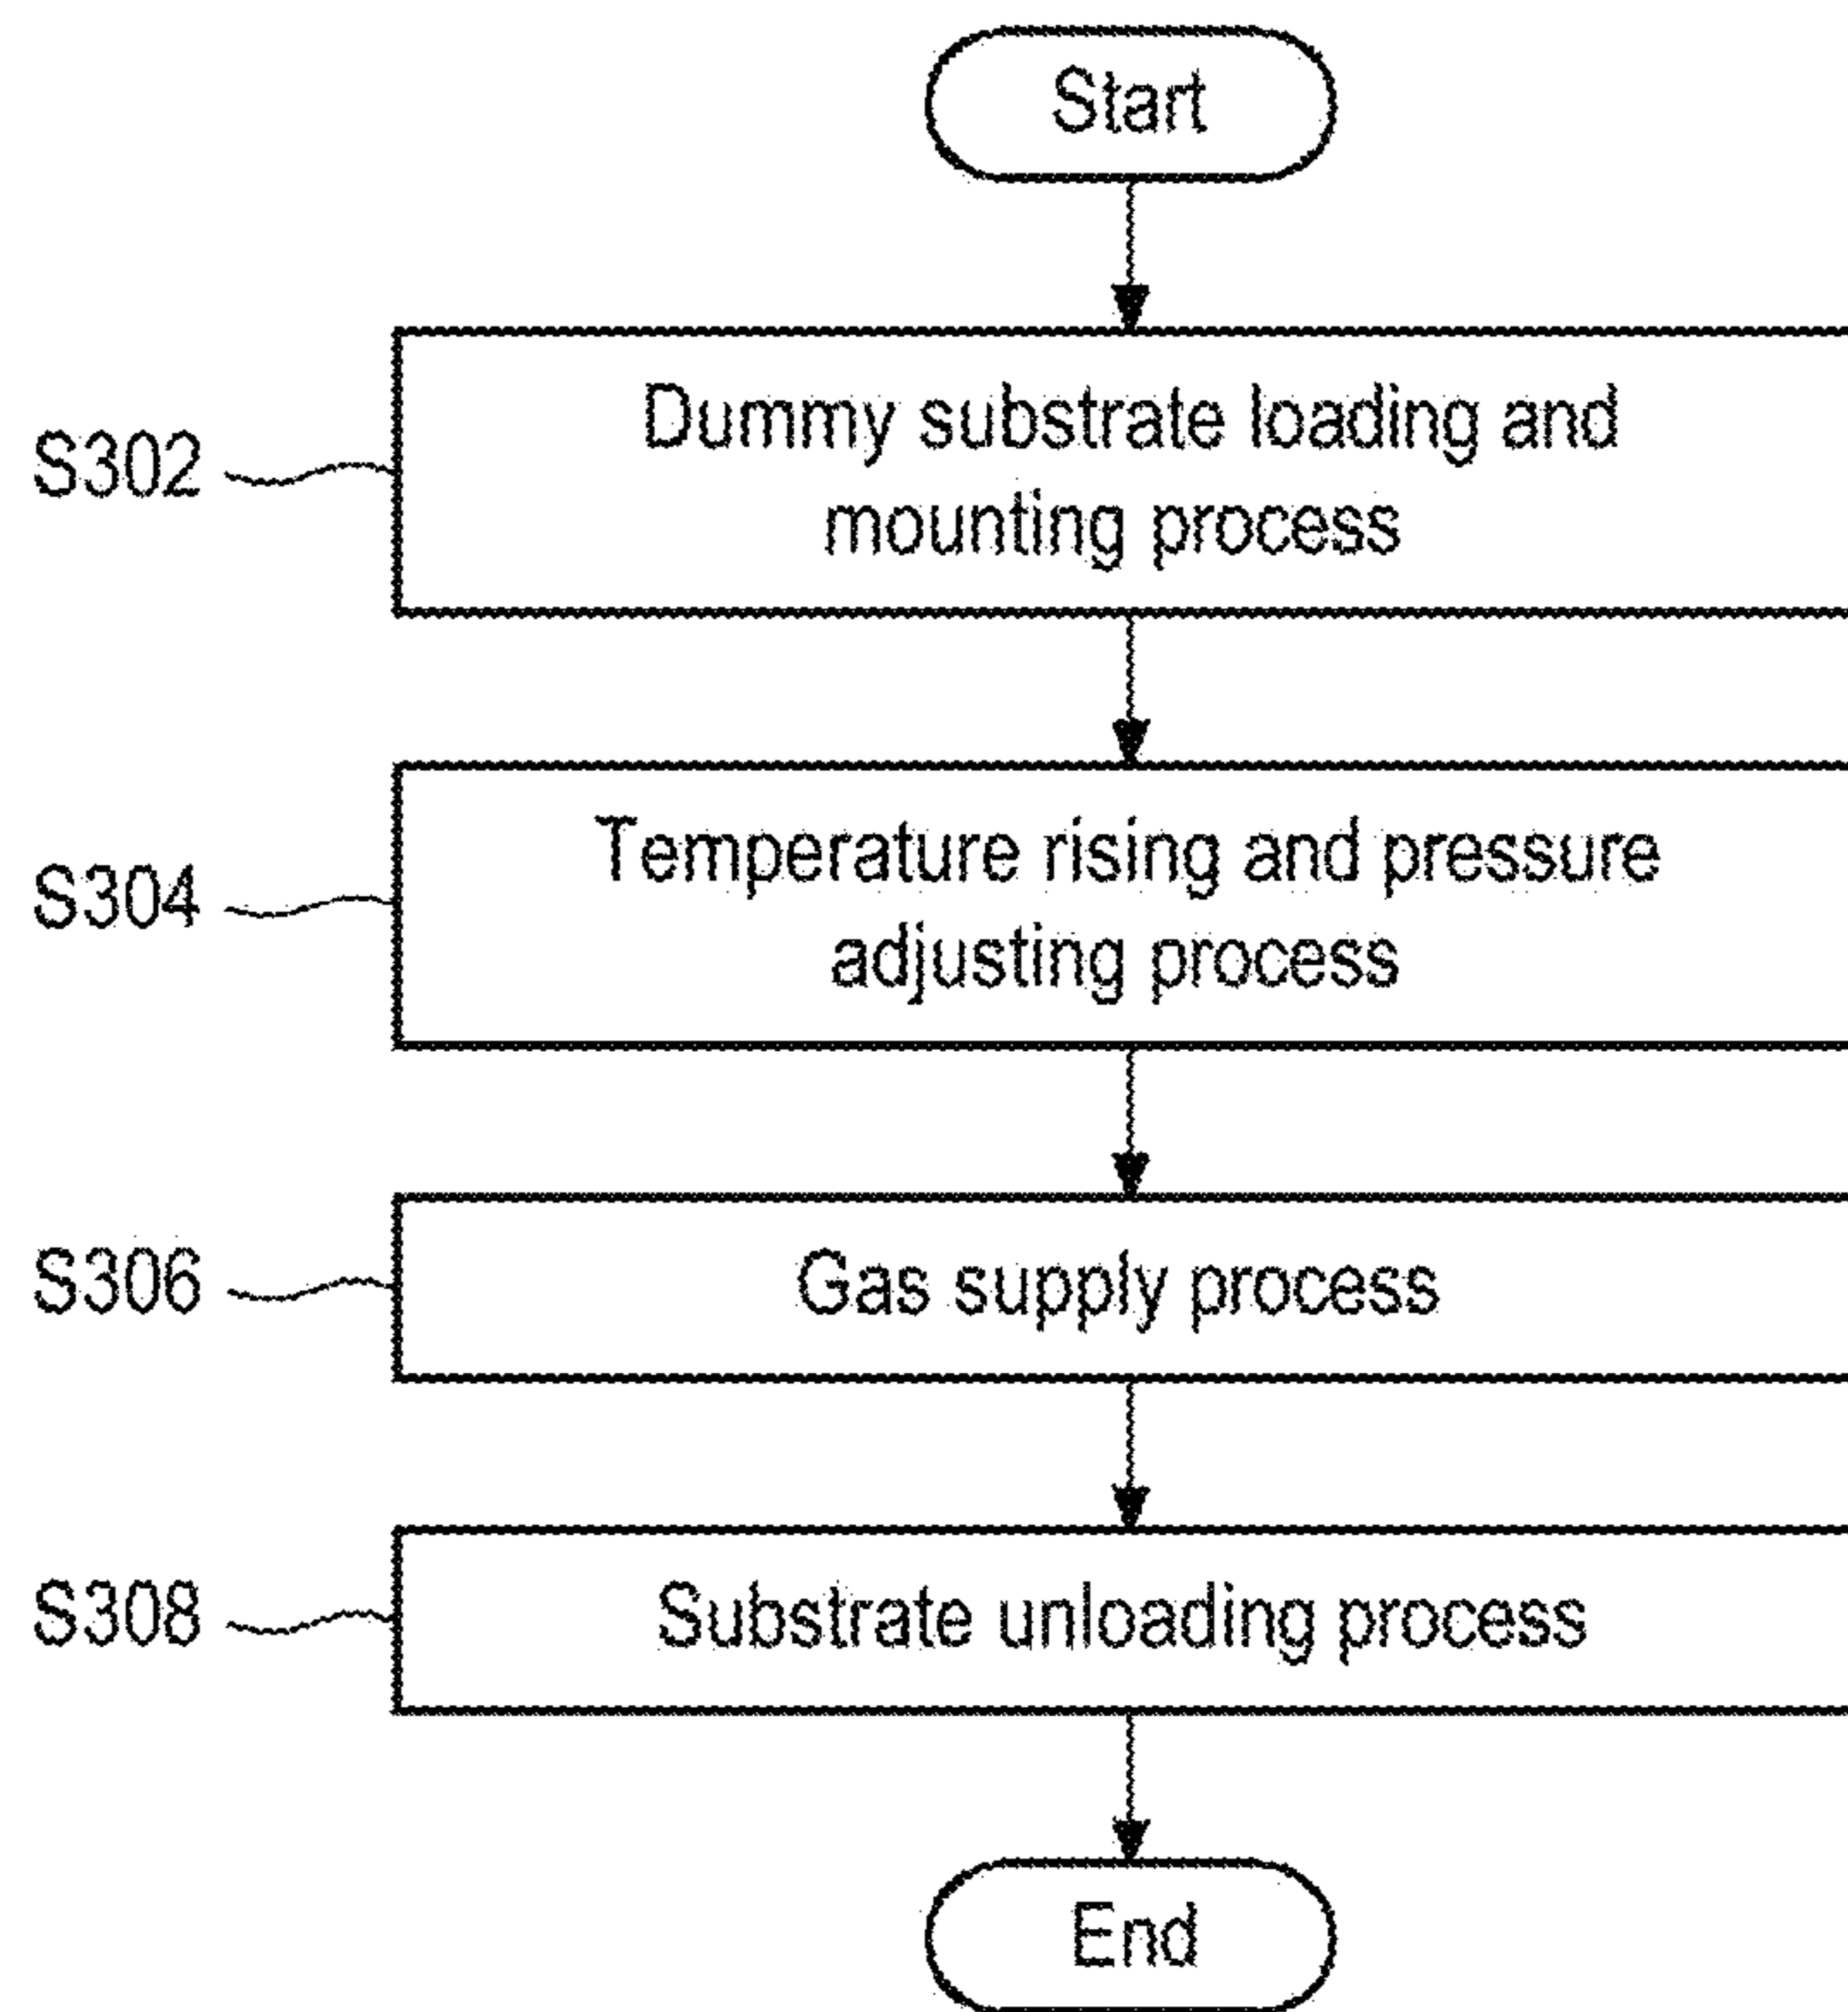 Start
S302
Dummy substrate loading and
mounting process
S304
Temperature rising and pressure
adjusting process
S306
Gas supply process
S308
Substrate unloading process
End